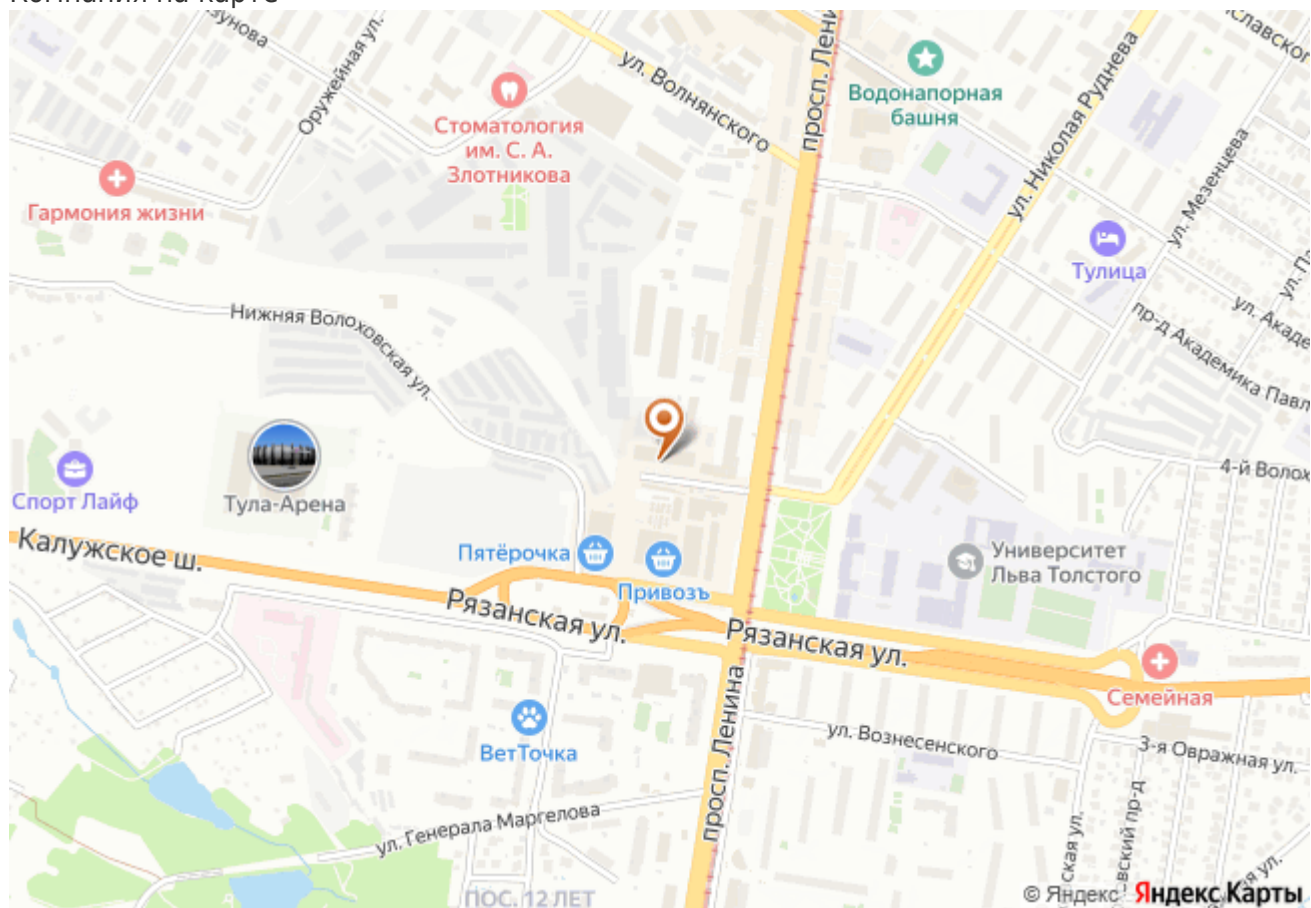 ул. Волнянского
просп. Лени
Водонапорная
башня
ул. Николая Руднева
Оружейная ул.
Стоматология
им. С. А.
Злотникова
Гармония жизни
ул. Мезенцева
Тулица
ул. Акаде
пр-д Академика Павл
Нижняя Волоховская ул.
4-й Волох
Спорт Лайф
Тула-Арена
Калужское ш.
Пятёрочка
Привозъ
Университет
Льва Толстого
Рязанская ул.
Рязанская ул.
Семейная
просп. Ленина
ул. Вознесенского
3-я Овражная ул.
ВетТочка
ул. Генерала Маргелова
ПОС. 12 ЛЕТ
© Яндекс Яндекс Карты